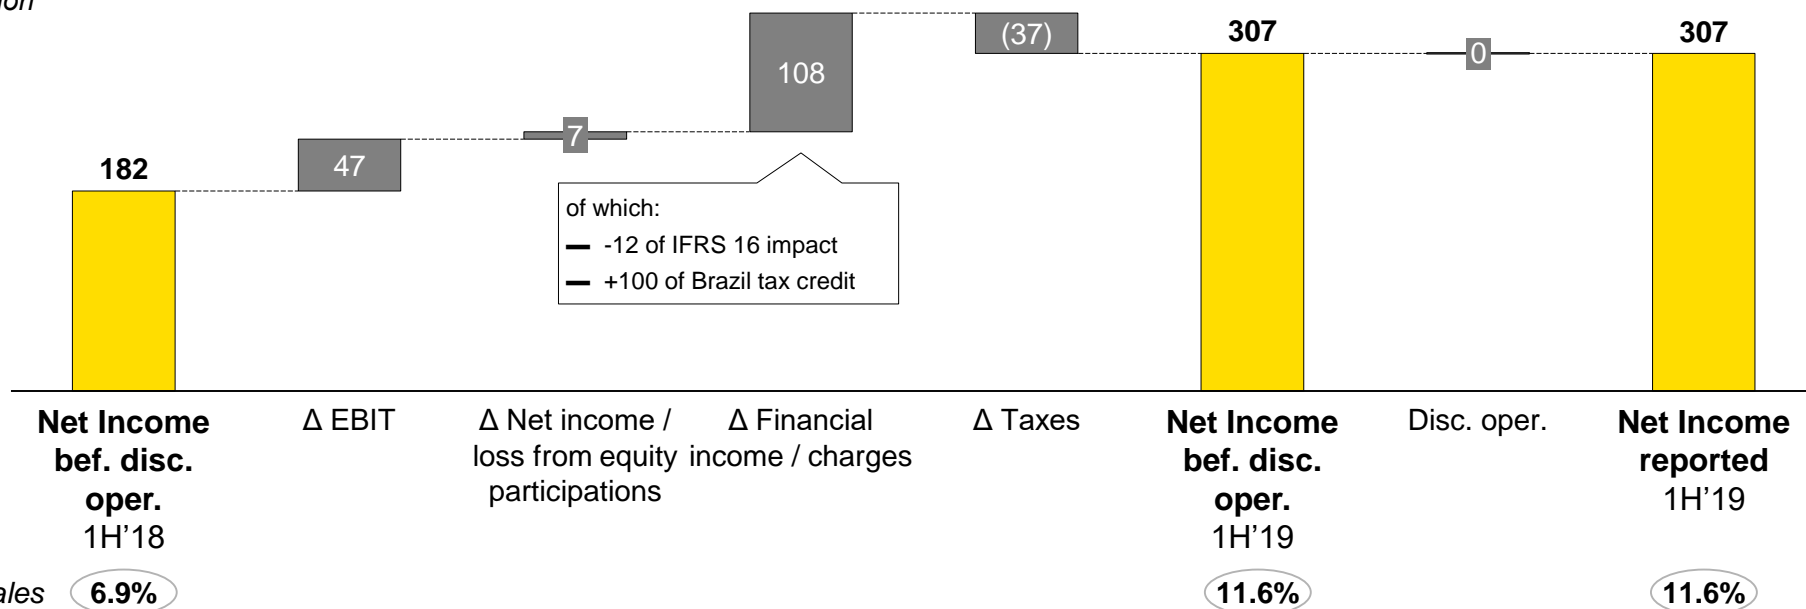 182
47
7
108
(37)
307
0
307
of which:
-12 of IFRS 16 impact
+100 of Brazil tax credit
Net Income
bef. disc.
oper.
1H’18
Δ EBIT
Δ Net income /
loss from equity
participations
Δ Financial
income / charges
Δ Taxes
Net Income
bef. disc.
oper.
1H’19
Disc. oper.
Net Income
reported
1H’19
6.9%
11.6%
11.6%